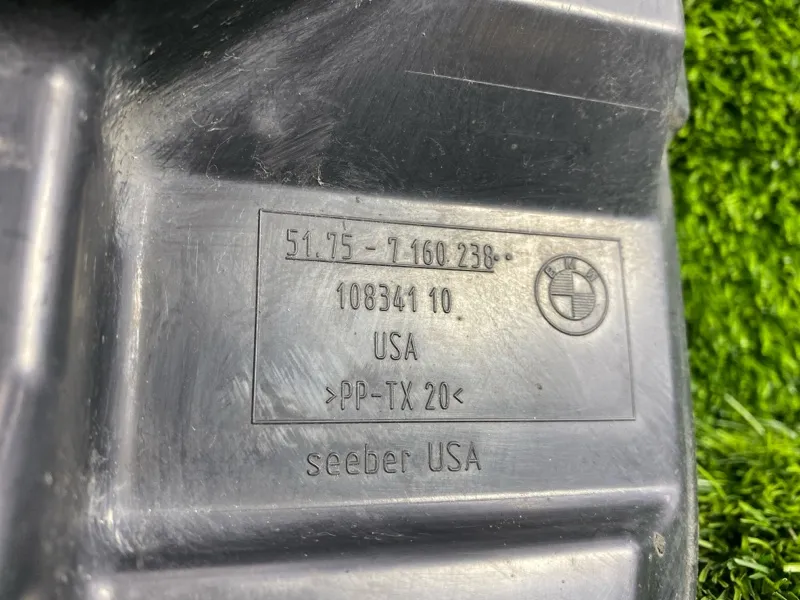 51.75 - 7 160 238··
108341 10
USA
>PP-TX 20<
BMW
seeber USA